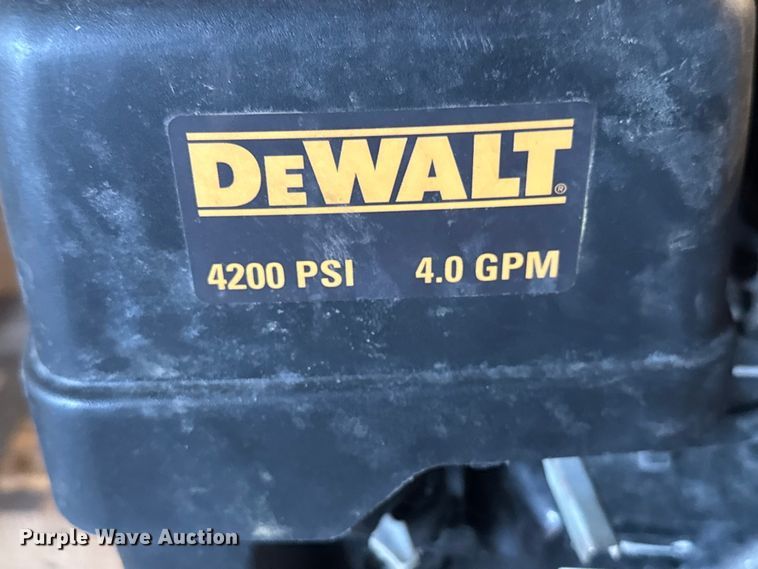 DEWALT®
4200 PSI 4.0 GPM
Purple Wave Auction®